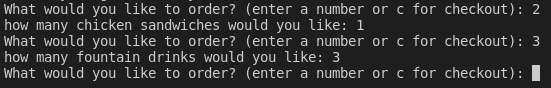 What would you like to order? (enter a number or c for checkout): 2
how many chicken sandwiches would you like: 1
What would you like to order? (enter a number or c for checkout): 3
how many fountain drinks would you like: 3
What would you like to order? (enter a number or c for checkout):